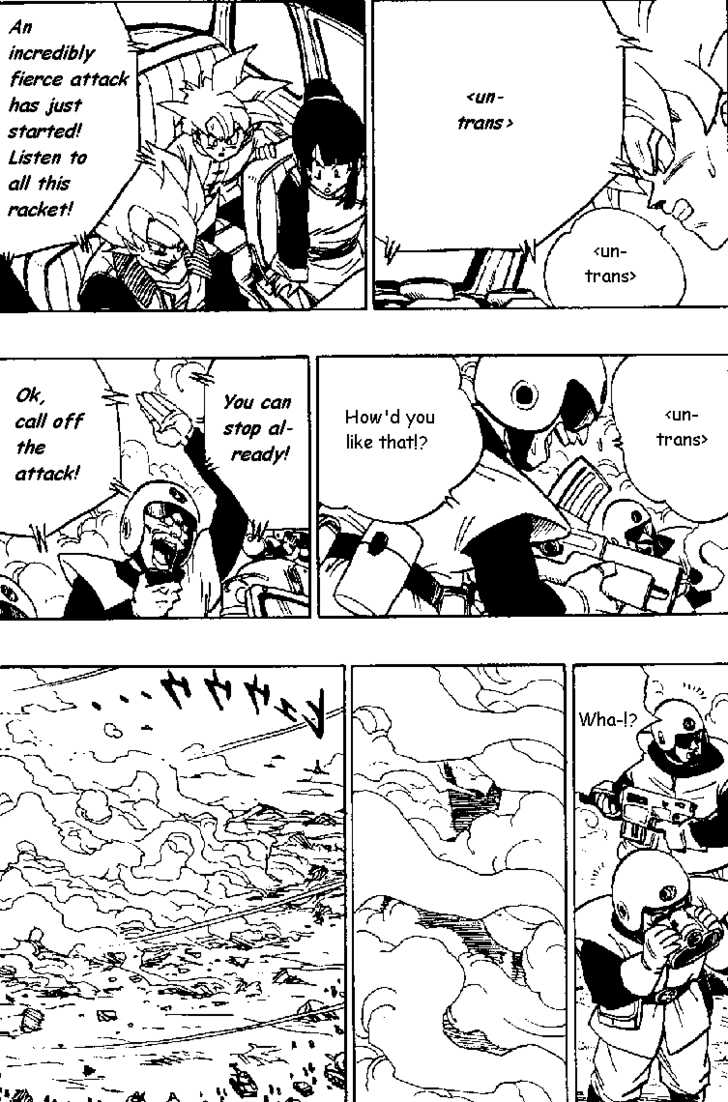 <un-
trans>
<un-
trans>
An
incredibly
fierce attack
has just
started!
Listen to
all this
racket!
<un-
trans>
How'd you
like that!?
You can
stop al-
ready!
Ok,
call off
the
attack!
Wha-!?